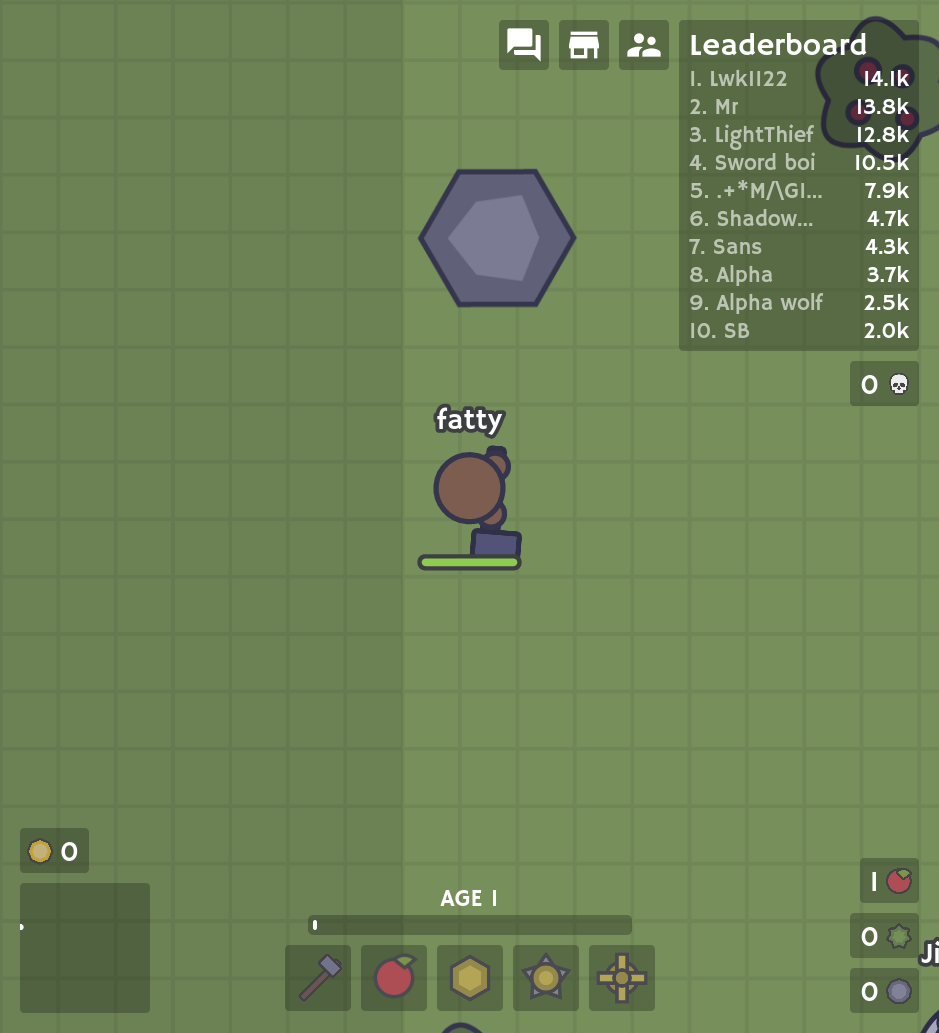 Leaderboard
1. Lwk1122 14.1k
2. Mr 13.8k
3. LightThief 12.8k
4. Sword boi 10.5k
5. .+*M/\GI... 7.9k
6. Shadow... 4.7k
7. Sans 4.3k
8. Alpha 3.7k
9. Alpha wolf 2.5k
10. SB 2.0k
0
fatty
0
AGE 1
1
0
Ji
0